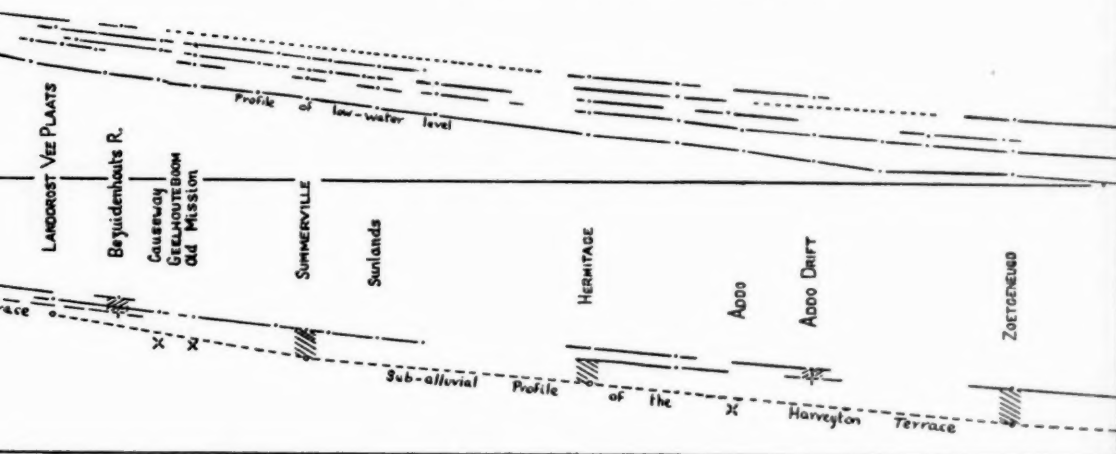 Profile of low-water level
LANDDROST VEE PLAATS
Bezuidenhouts R.
Causeway
GEELHOUTEBOOM
Old Mission
SUMMERVILLE
Sunlands
HERMITAGE
ADDO
ADDO DRIFT
ZOETGENEUGD
race
Sub-alluvial Profile of the Harveyton Terrace